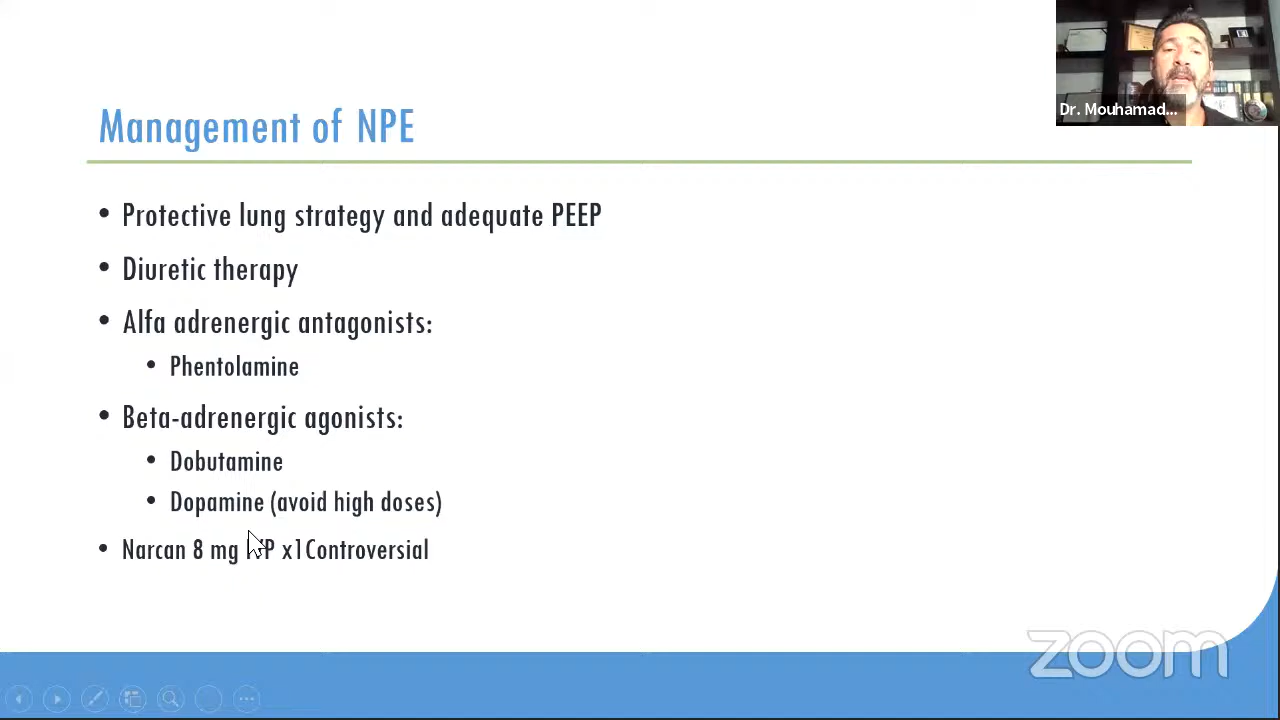 Dr. Mouhamad...
Management of NPE
• Protective lung strategy and adequate PEEP
• Diuretic therapy
• Alfa adrenergic antagonists:
• Phentolamine
• Beta-adrenergic agonists:
• Dobutamine
• Dopamine (avoid high doses)
• Narcan 8 mg x1Controversial
zoom